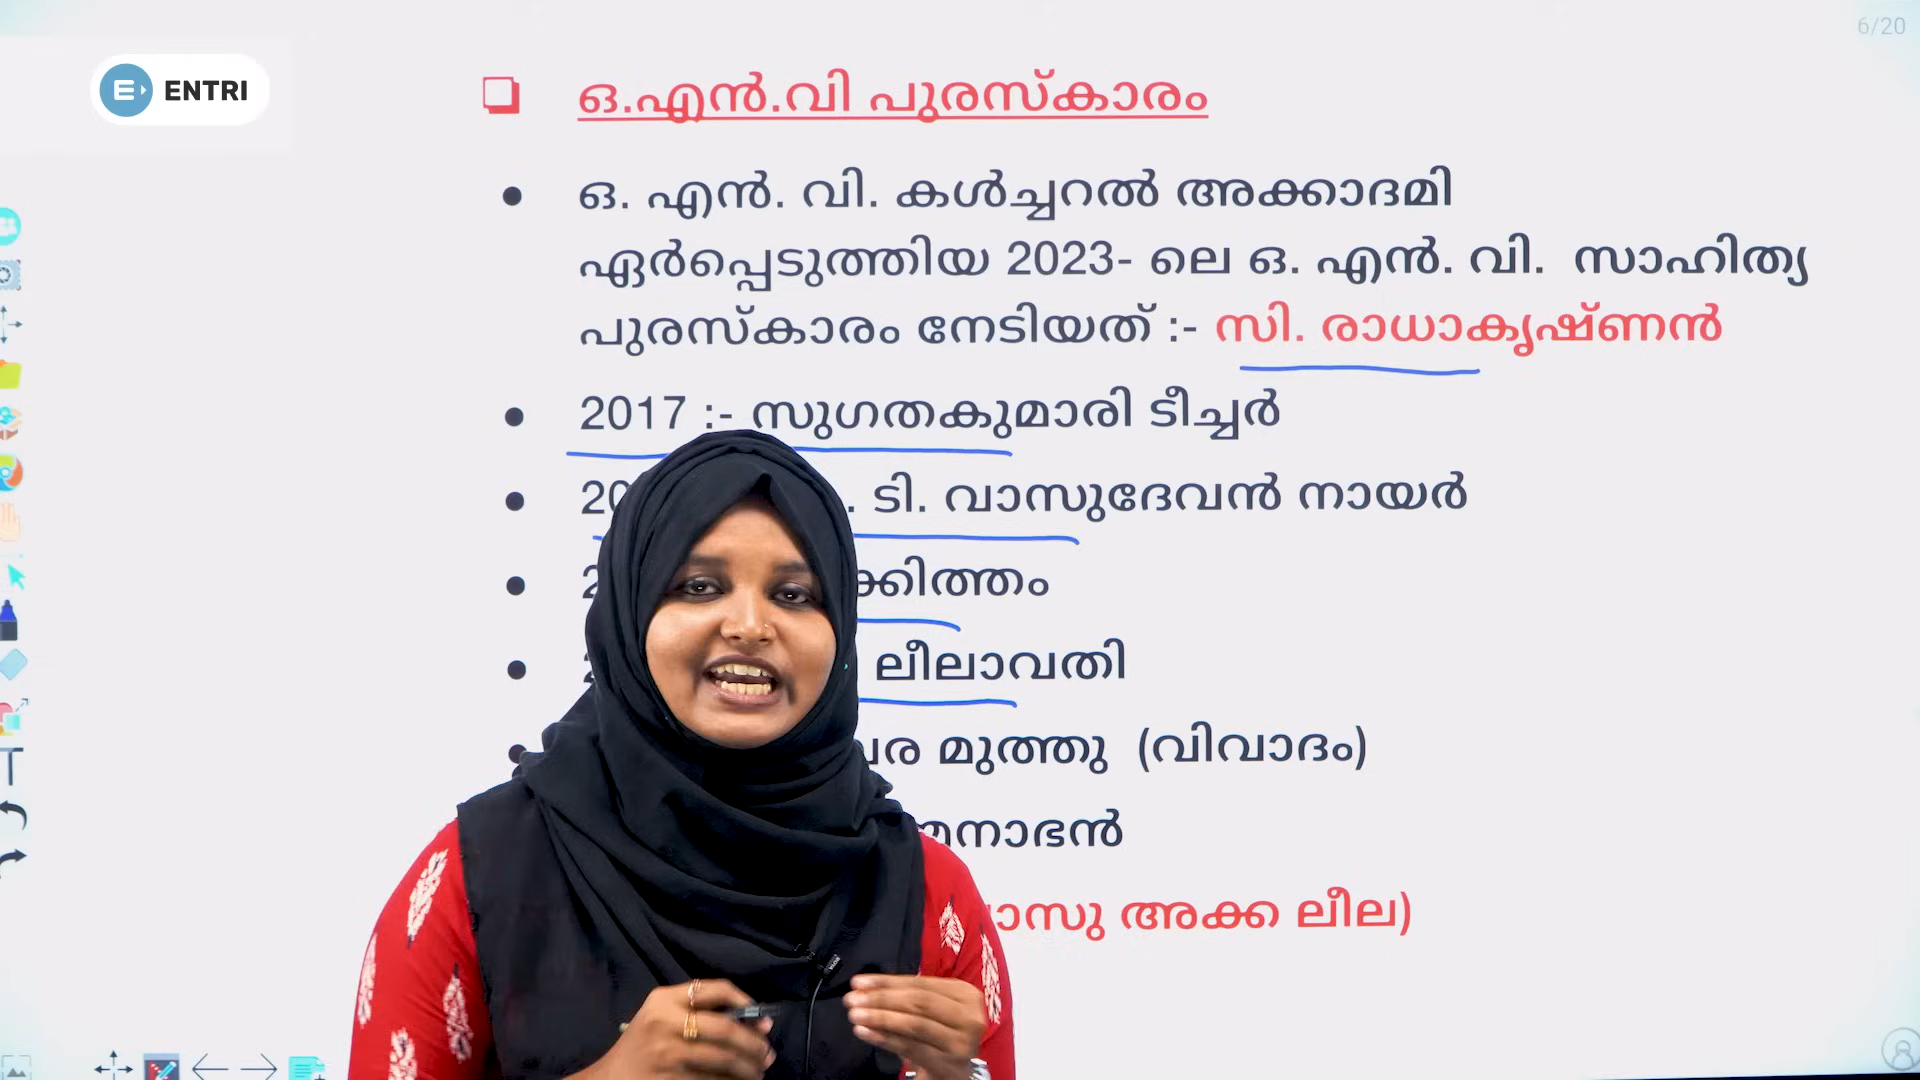 6/20
ENTRI
ഒ.എൻ.വി പുരസ്കാരം
ഒ. എൻ. വി. കൾച്ചറൽ അക്കാദമി
ഏർപ്പെടുത്തിയ 2023- ലെ ഒ. എൻ. വി. സാഹിത്യ
പുരസ്കാരം നേടിയത് :- സി. രാധാകൃഷ്ണൻ
2017 :- സുഗതകുമാരി ടീച്ചർ
ടി. വാസുദേവൻ നായർ
ലീലാവതി
മുത്തു (വിവാദം)
അക്ക ലീല)